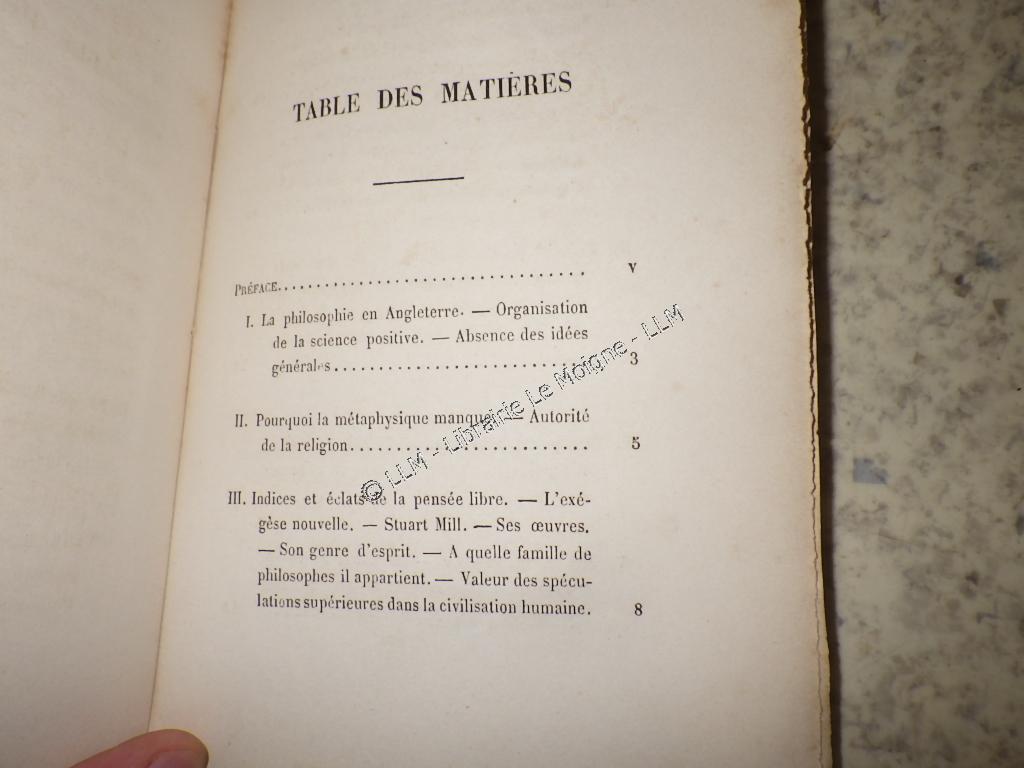 TABLE DES MATIÈRES
PRÉFACE................................... V
I. La philosophie en Angleterre. — Organisation
de la science positive. — Absence des idées
générales............................. 3
II. Pourquoi la métaphysique manque. — Autorité
de la religion........................... 5
III. Indices et éclats de la pensée libre. — L'exé-
gèse nouvelle. — Stuart Mill. — Ses œuvres.
— Son genre d'esprit. — A quelle famille de
philosophes il appartient. — Valeur des spécu-
lations supérieures dans la civilisation humaine. 8
© LLM - Librairie Le Moigne - LLM